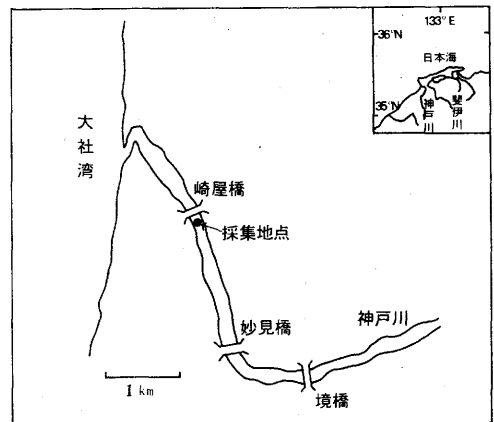 133°E
36°N
日本海
35°N
神戸川
斐伊川
大社湾
崎屋橋
採集地点
妙見橋
神戸川
境橋
1 km